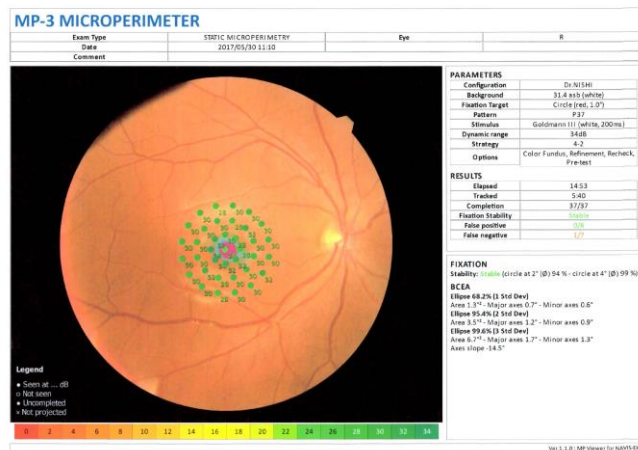 MP-3 MICROPERIMETER
Exam Type STATIC MICROPERIMETRY Eye R
Date 2017/05/30 11:10
Comment
PARAMETERS
Configuration Dr.NISHI
Background 31.4 asb (white)
Fixation Target Circle (red, 1.0°)
Pattern P37
Stimulus Goldmann III (white, 200ms)
Dynamic range 34dB
Strategy 4-2
Options Color Fundus, Refinement, Recheck, Pre-test
RESULTS
Elapsed 14:53
Tracked 5:40
Completion 37/37
Fixation Stability Stable
False positive 0/6
False negative 1/7
FIXATION
Stability: Stable (circle at 2° (Ø) 94 % - circle at 4° (Ø) 99 %)
BCEA
Ellipse 68.2% (1 Std Dev)
Area 1.3°² - Major axes 0.7° - Minor axes 0.6°
Ellipse 95.4% (2 Std Dev)
Area 3.5°² - Major axes 1.2° - Minor axes 0.9°
Ellipse 99.6% (3 Std Dev)
Area 6.7°² - Major axes 1.7° - Minor axes 1.3°
Axes slope -14.5°
Legend
Seen at ... dB
Not seen
Uncompleted
Not projected
0 2 4 6 8 10 12 14 16 18 20 22 24 26 28 30 32 34